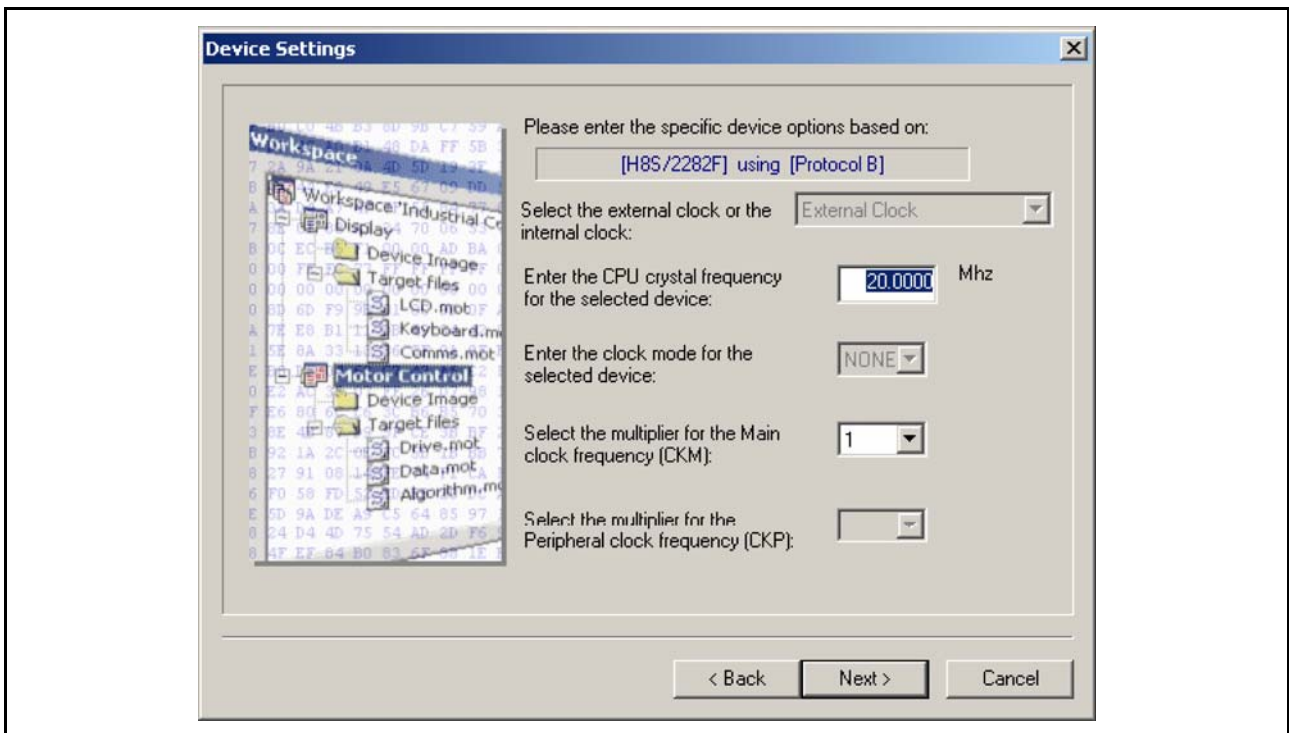 Device Settings
Please enter the specific device options based on:
[H8S/2282F] using [Protocol B]
Select the external clock or the
internal clock:
External Clock
Enter the CPU crystal frequency
for the selected device:
20.0000
Mhz
Enter the clock mode for the
selected device:
NONE
Select the multiplier for the Main
clock frequency (CKM):
1
Select the multiplier for the
Peripheral clock frequency (CKP):
Workspace
Workspace 'Industrial Co
Display
Device Image
Target files
LCD.mot
Keyboard.m
Comms.mot
Motor Control
Device Image
Target files
Drive.mot
Data.mot
Algorithm.m
< Back
Next >
Cancel